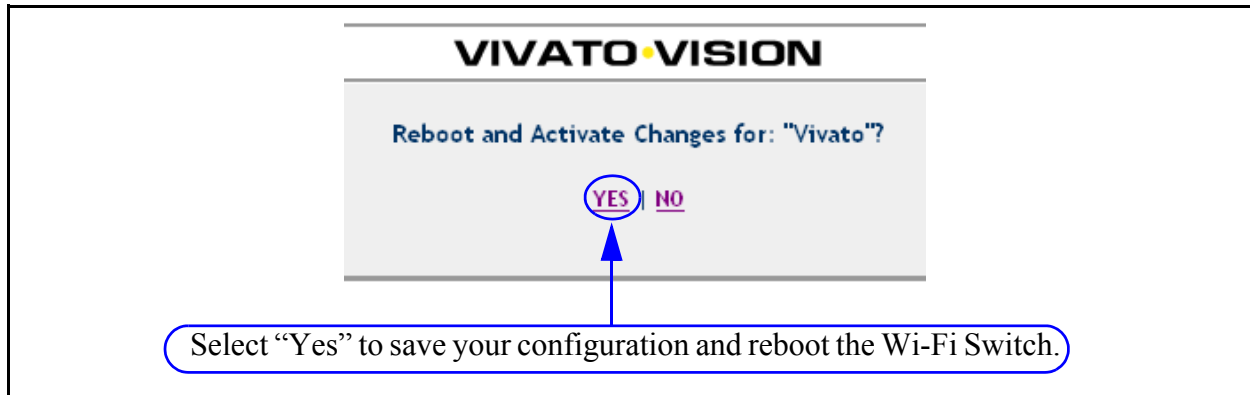 VIVATO•VISION
Reboot and Activate Changes for: "Vivato"?
YES | NO
Select “Yes” to save your configuration and reboot the Wi-Fi Switch.